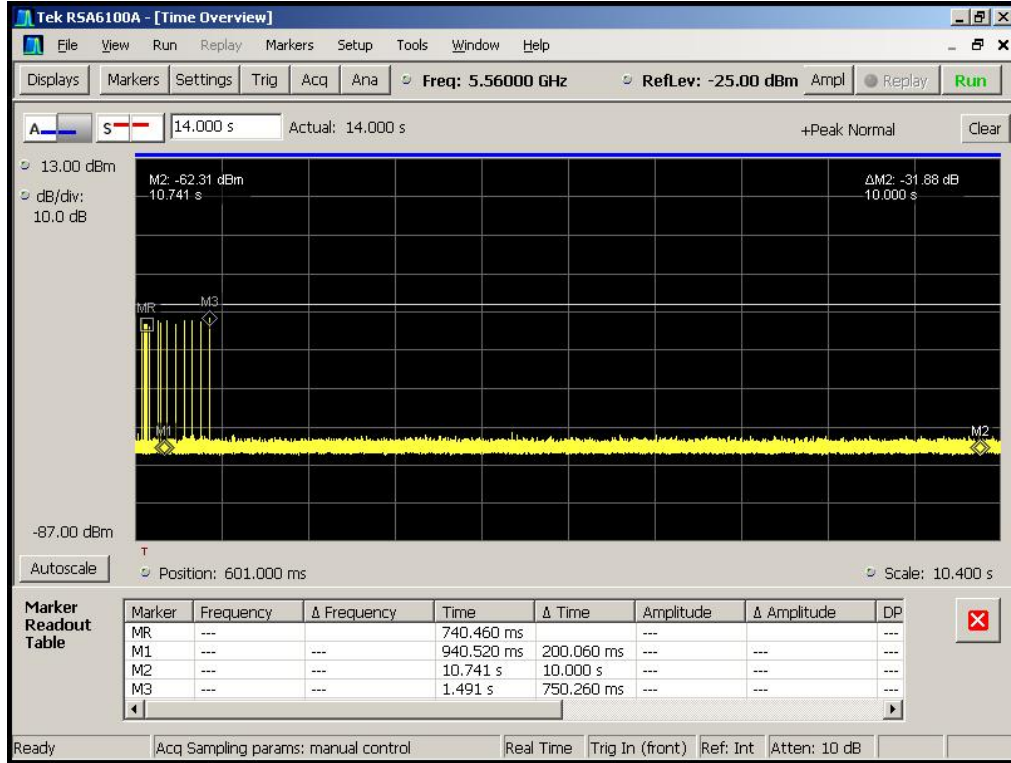 Tek RSA6100A - [Time Overview]
File View Run Replay Markers Setup Tools Window Help
Displays Markers Settings Trig Acq Ana Freq: 5.56000 GHz RefLev: -25.00 dBm Ampl Replay Run
A S 14.000 s Actual: 14.000 s +Peak Normal Clear
13.00 dBm
dB/div:
10.0 dB
M2: -62.31 dBm
10.741 s
ΔM2: -31.88 dB
10.000 s
MR M3
M1 M2
-87.00 dBm
T
Autoscale Position: 601.000 ms Scale: 10.400 s
Marker Readout Table
Marker Frequency Δ Frequency Time Δ Time Amplitude Δ Amplitude DP
MR --- 740.460 ms --- ---
M1 --- --- 940.520 ms 200.060 ms --- --- ---
M2 --- --- 10.741 s 10.000 s --- --- ---
M3 --- --- 1.491 s 750.260 ms --- --- ---
Ready Acq Sampling params: manual control Real Time Trig In (front) Ref: Int Atten: 10 dB